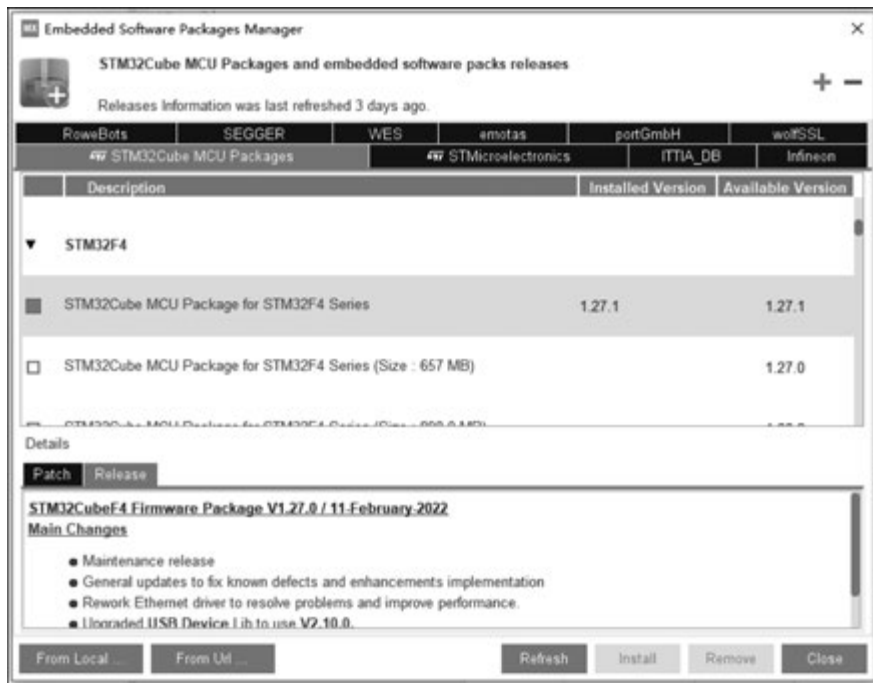 MX Embedded Software Packages Manager
STM32Cube MCU Packages and embedded software packs releases
Releases Information was last refreshed 3 days ago.
RoweBots SEGGER WES emotas portGmbH wolfSSL
STM32Cube MCU Packages STMicroelectronics ITTIA_DB Infineon
Description Installed Version Available Version
STM32F4
STM32Cube MCU Package for STM32F4 Series 1.27.1 1.27.1
STM32Cube MCU Package for STM32F4 Series (Size : 657 MB) 1.27.0
Details
Patch Release
STM32CubeF4 Firmware Package V1.27.0 / 11-February-2022
Main Changes
Maintenance release
General updates to fix known defects and enhancements implementation
Rework Ethernet driver to resolve problems and improve performance.
Upgraded USB Device Lib to use V2.10.0.
From Local ... From Url ... Refresh Install Remove Close